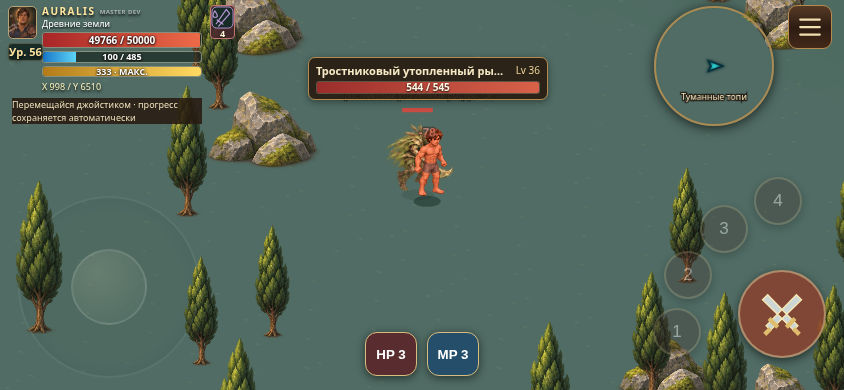 AURALIS MASTER DEV
Древние земли
Ур. 56
49766 / 50000
100 / 485
333 · МАКС.
X 998 / Y 6510
4
Перемещайся джойстиком · прогресс
сохраняется автоматически
Тростниковый утопленный ры... Lv 36
544 / 545
Туманные топи
4
3
2
1
HP 3
MP 3